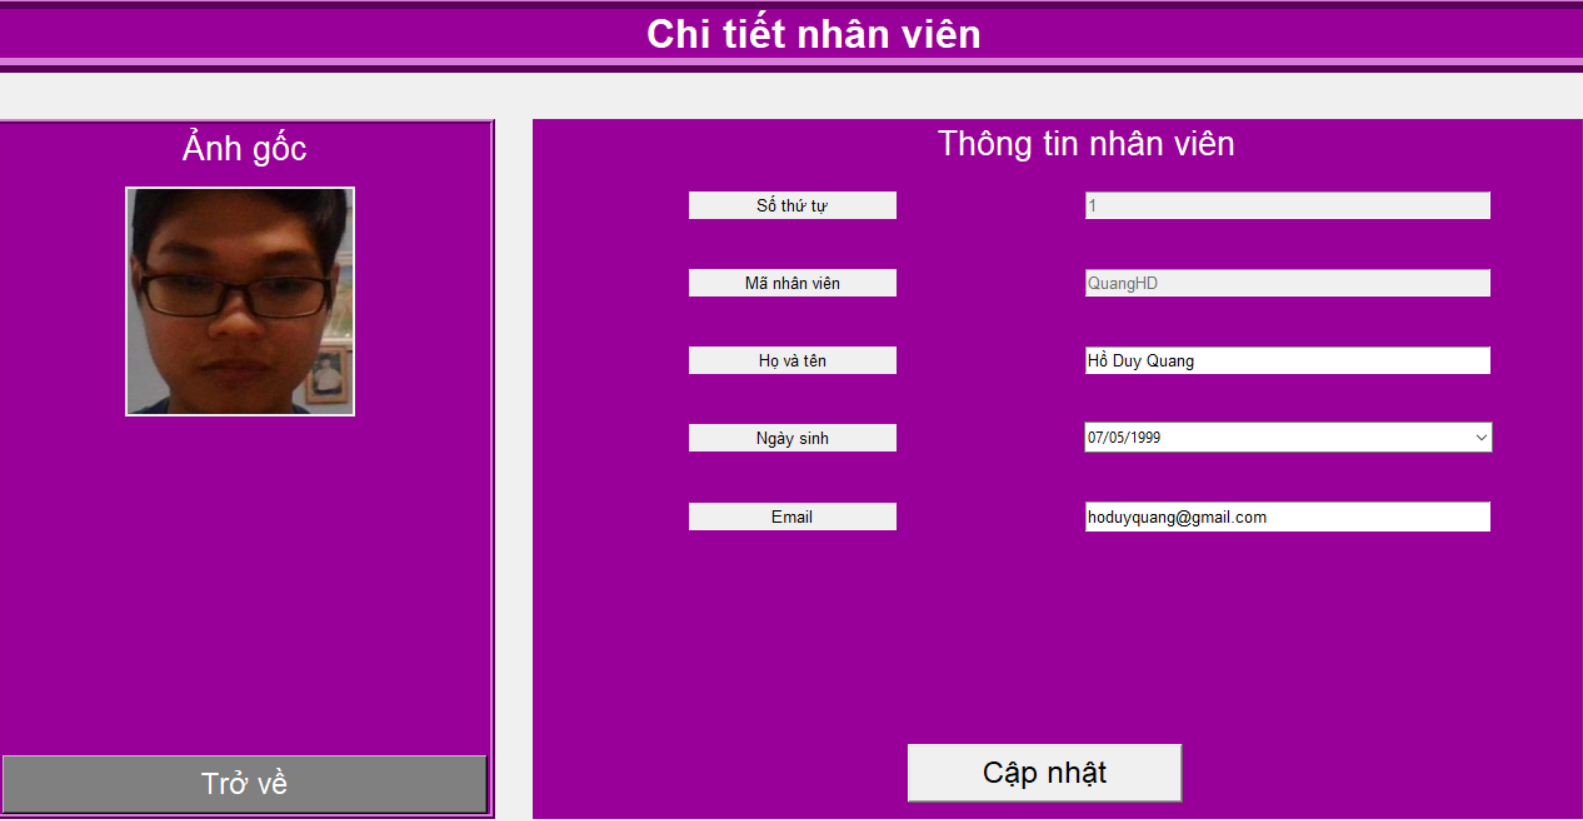 Chi tiết nhân viên
Ảnh gốc
Trở về
Thông tin nhân viên
Số thứ tự 1
Mã nhân viên QuangHD
Họ và tên Hồ Duy Quang
Ngày sinh 07/05/1999
Email hoduyquang@gmail.com
Cập nhật